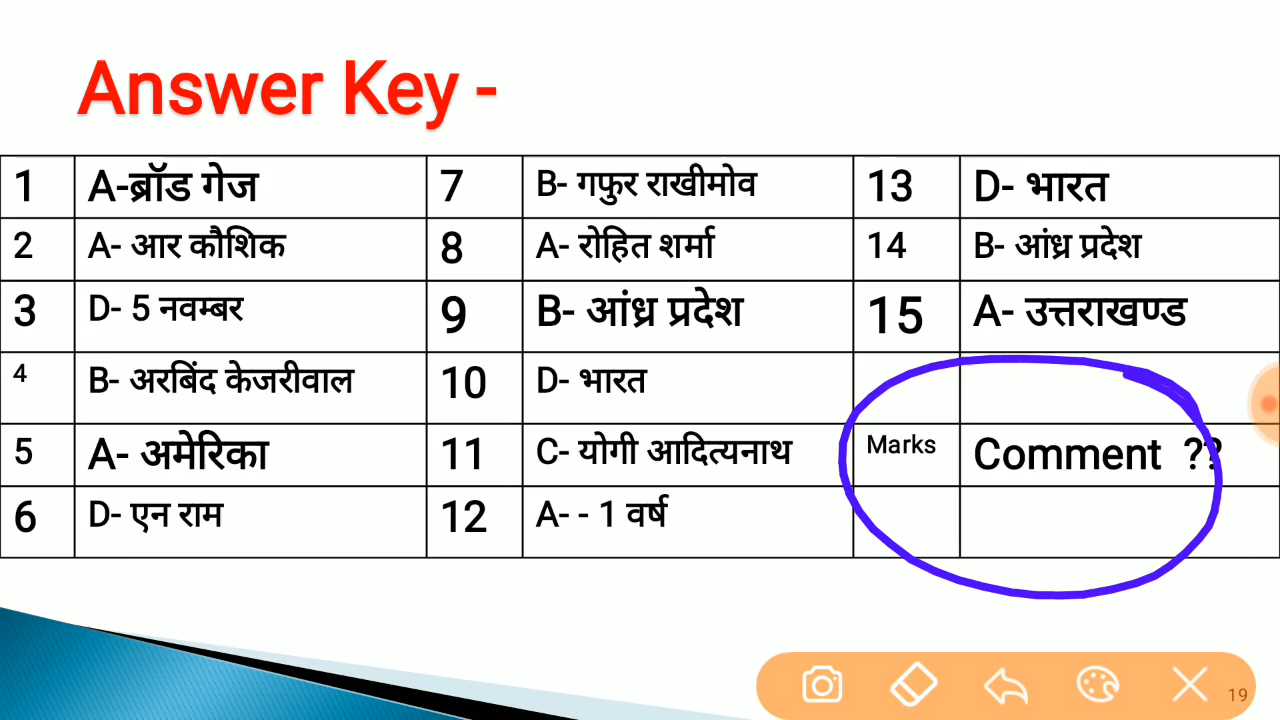 Answer Key -
1 A-ब्रॉड गेज 7 B- गफुर राखीमोव 13 D- भारत
2 A- आर कौशिक 8 A- रोहित शर्मा 14 B- आंध्र प्रदेश
3 D- 5 नवम्बर 9 B- आंध्र प्रदेश 15 A- उत्तराखण्ड
4 B- अरबिंद केजरीवाल 10 D- भारत
5 A- अमेरिका 11 C- योगी आदित्यनाथ Marks Comment ??
6 D- एन राम 12 A- - 1 वर्ष
19